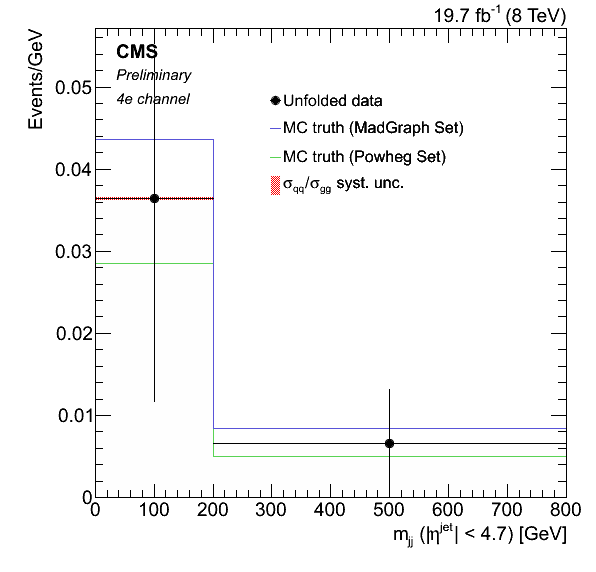 19.7 fb⁻¹ (8 TeV)
Events/GeV
CMS
Preliminary
4e channel
Unfolded data
MC truth (MadGraph Set)
MC truth (Powheg Set)
σqq/σgg syst. unc.
0.05
0.04
0.03
0.02
0.01
0
0 100 200 300 400 500 600 700 800
mjj (|ηjet| < 4.7) [GeV]